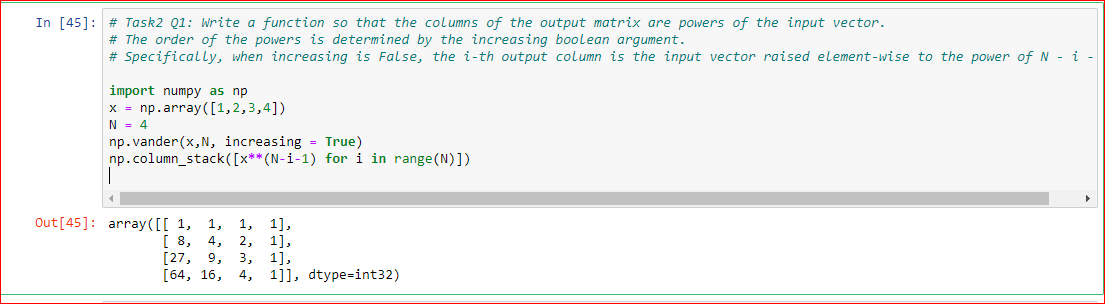 In [45]: # Task2 Q1: Write a function so that the columns of the output matrix are powers of the input vector.
# The order of the powers is determined by the increasing boolean argument.
# Specifically, when increasing is False, the i-th output column is the input vector raised element-wise to the power of N - i -
import numpy as np
x = np.array([1,2,3,4])
N = 4
np.vander(x,N, increasing = True)
np.column_stack([x**(N-i-1) for i in range(N)])
Out[45]: array([[ 1,  1,  1,  1],
       [ 8,  4,  2,  1],
       [27,  9,  3,  1],
       [64, 16,  4,  1]], dtype=int32)